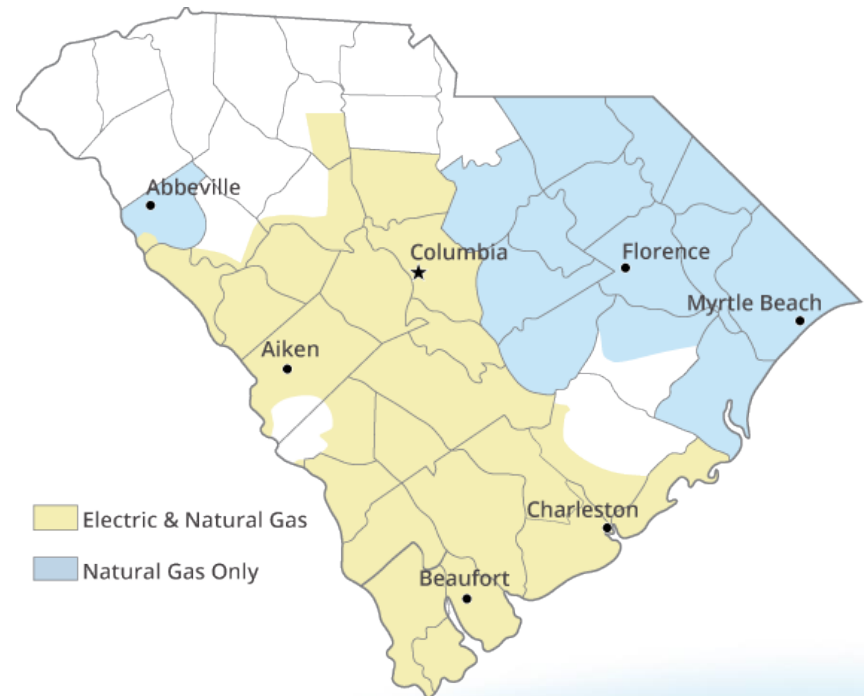 Abbeville
Columbia
Florence
Myrtle Beach
Aiken
Electric & Natural Gas
Charleston
Natural Gas Only
Beaufort